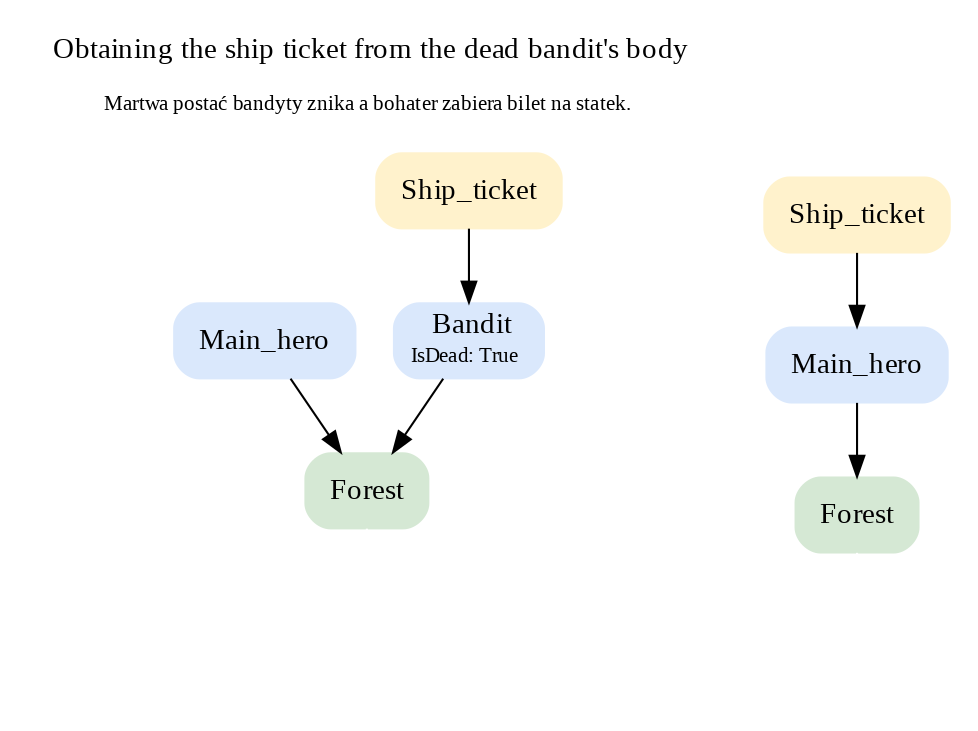 Obtaining the ship ticket from the dead bandit's body
Martwa postać bandyty znika a bohater zabiera bilet na statek.
Ship_ticket
Main_hero
Bandit
IsDead: True
Forest
Ship_ticket
Main_hero
Forest